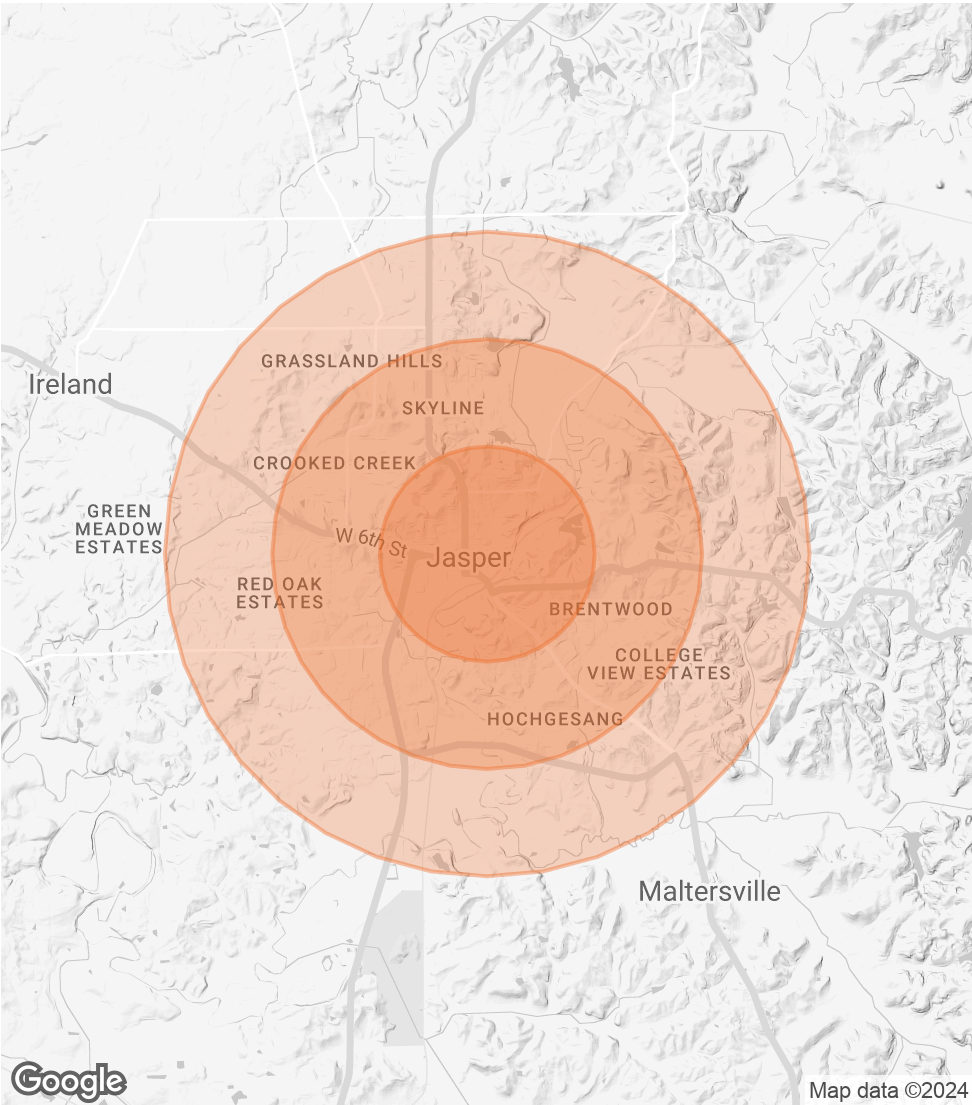 GRASSLAND HILLS
Ireland
SKYLINE
CROOKED CREEK
GREEN
MEADOW
ESTATES
W 6th St
Jasper
RED OAK
ESTATES
BRENTWOOD
COLLEGE
VIEW ESTATES
HOCHGESANG
Maltersville
Google
Map data ©2024